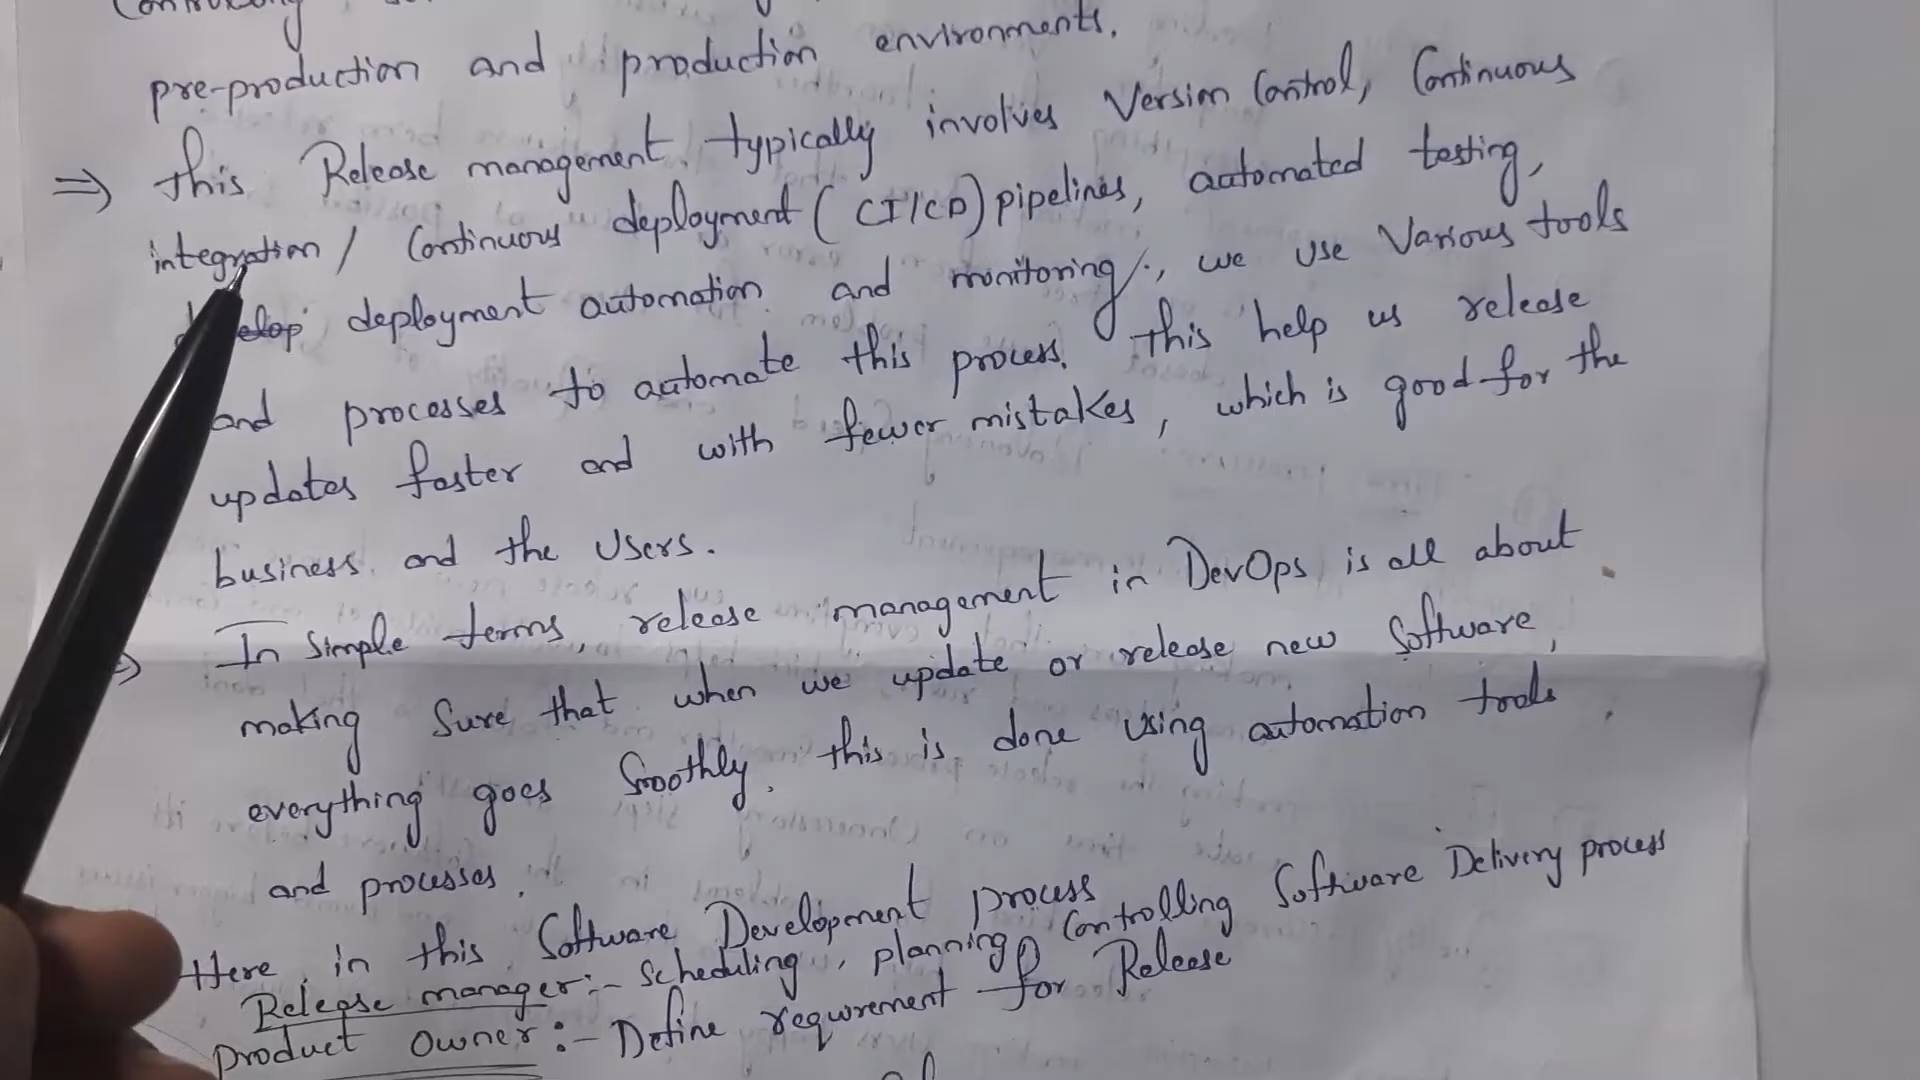 Controlling
pre-production and production environments.
⇒ this Release management typically involves Version Control, Continuous
integration / Continuous deployment (CI/CD) pipelines, automated testing,
deployment automation and monitoring, we use Various tools
and processes to automate this process. This help us release
updates faster and with fewer mistakes, which is good for the
business and the Users.
⇒ In Simple terms, release management in DevOps is all about
making Sure that when we update or release new Software,
everything goes Smoothly. this is done using automation tools
and processes.
Here, in this Software Development process
Release manager:- Scheduling, planning, Controlling Software Delivery process
product Owner:- Define requirement for Release